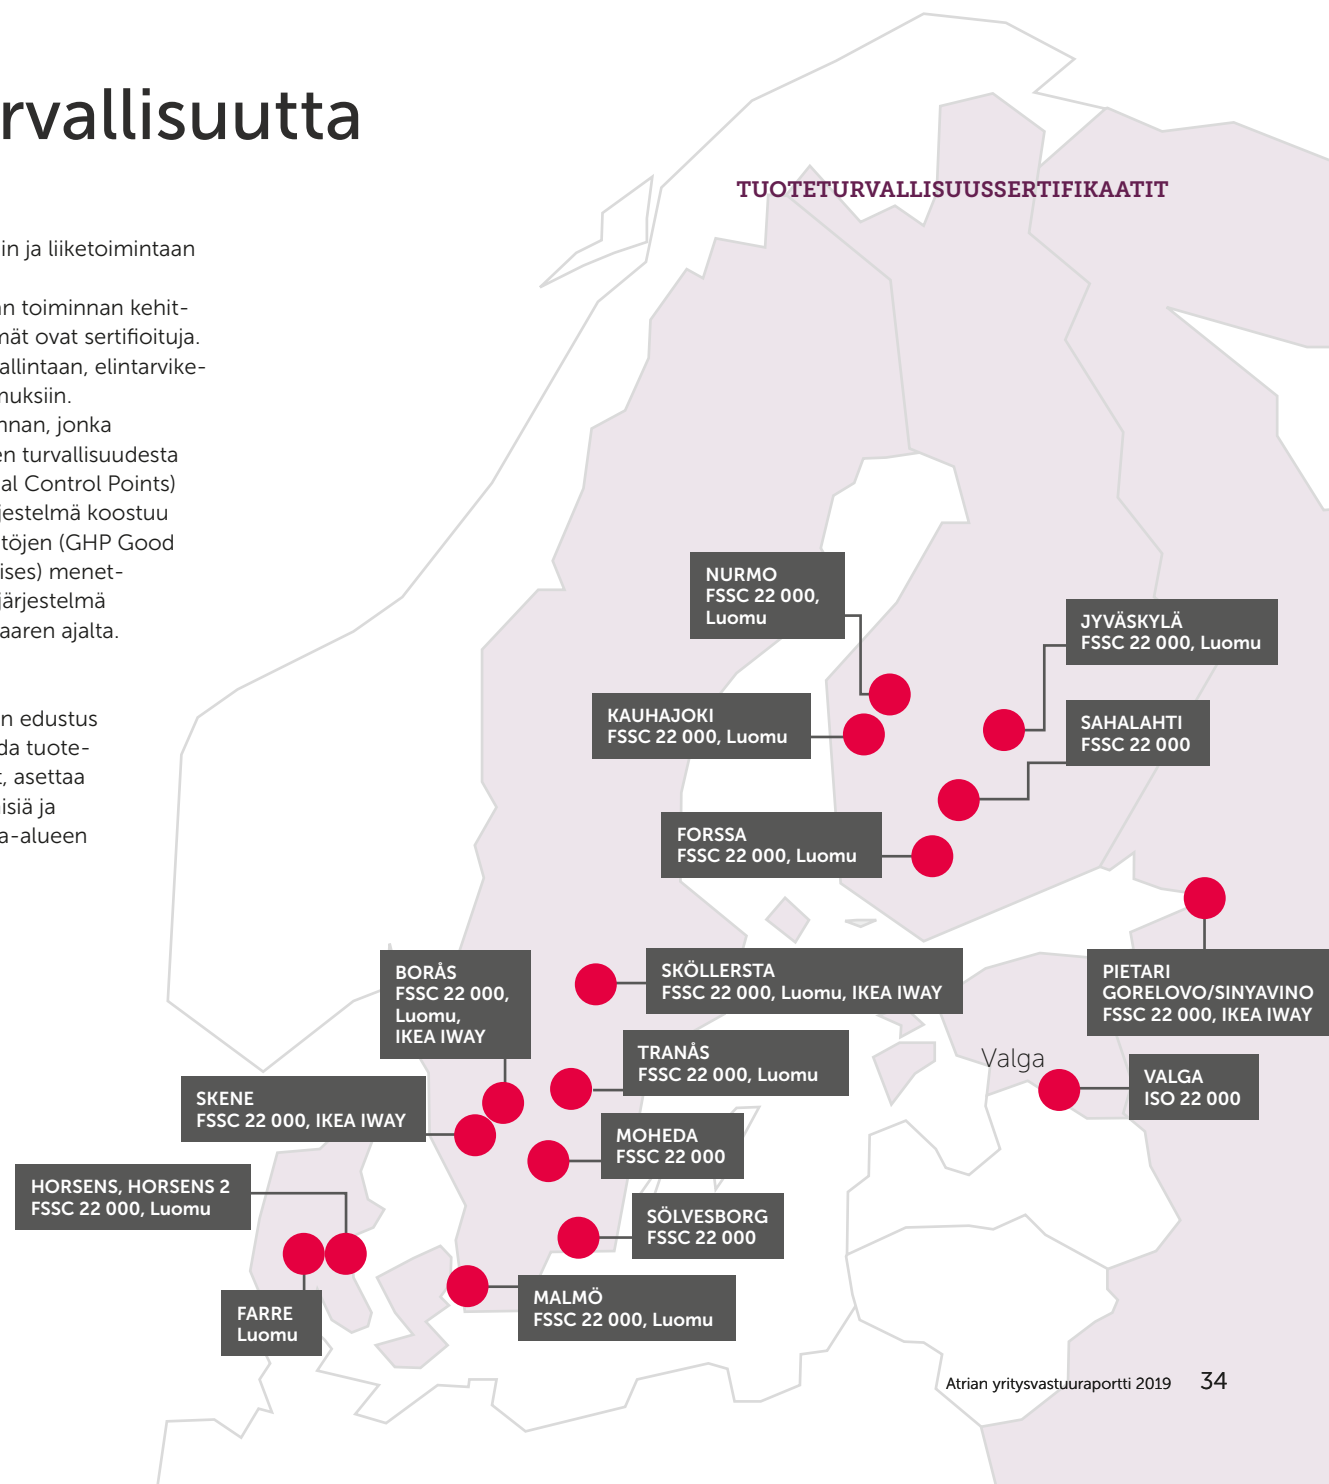 rvallisuutta
in ja liiketoimintaan
n toiminnan kehit-
mät ovat sertifioituja.
allintaan, elintarvike-
muksiin.
nnan, jonka
en turvallisuudesta
al Control Points)
jestelmä koostuu
töjen (GHP Good
ises) menet-
järjestelmä
aaren ajalta.
n edustus
da tuote-
t, asettaa
isiä ja
a-alueen
TUOTETURVALLISUUSSERTIFIKAATIT
NURMO
FSSC 22 000,
Luomu
JYVÄSKYLÄ
FSSC 22 000, Luomu
KAUHAJOKI
FSSC 22 000, Luomu
SAHALAHTI
FSSC 22 000
FORSSA
FSSC 22 000, Luomu
BORÅS
FSSC 22 000,
Luomu,
IKEA IWAY
SKÖLLERSTA
FSSC 22 000, Luomu, IKEA IWAY
PIETARI
GORELOVO/SINYAVINO
FSSC 22 000, IKEA IWAY
TRANÅS
FSSC 22 000, Luomu
Valga
VALGA
ISO 22 000
SKENE
FSSC 22 000, IKEA IWAY
MOHEDA
FSSC 22 000
HORSENS, HORSENS 2
FSSC 22 000, Luomu
SÖLVESBORG
FSSC 22 000
FARRE
Luomu
MALMÖ
FSSC 22 000, Luomu
Atrian yritysvastuuraportti 2019 34